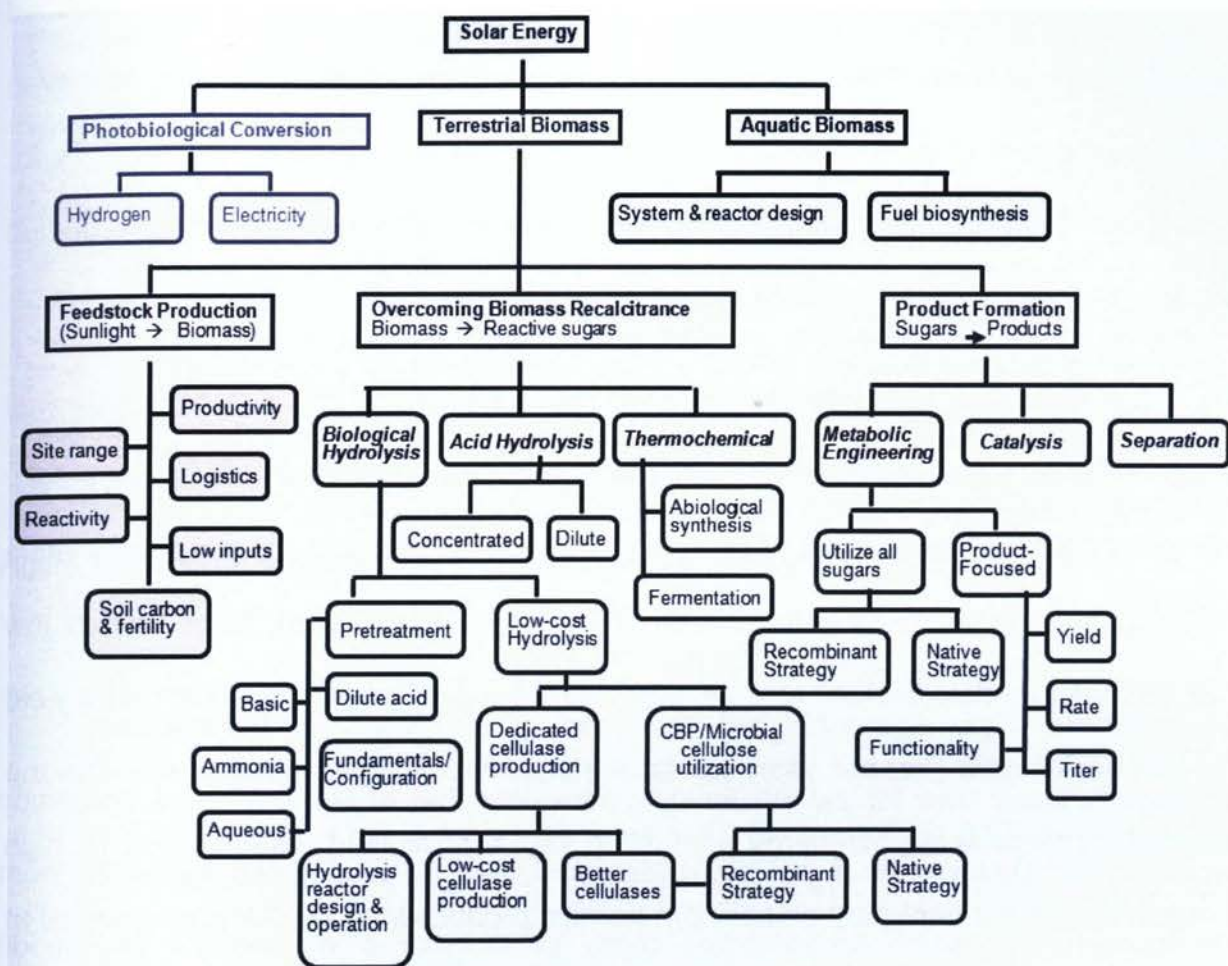 Solar Energy
Photobiological Conversion
Terrestrial Biomass
Aquatic Biomass
Hydrogen
Electricity
System & reactor design
Fuel biosynthesis
Feedstock Production
(Sunlight → Biomass)
Overcoming Biomass Recalcitrance
Biomass → Reactive sugars
Product Formation
Sugars → Products
Productivity
Site range
Logistics
Reactivity
Low inputs
Soil carbon
& fertility
Biological
Hydrolysis
Acid Hydrolysis
Thermochemical
Concentrated
Dilute
Abiological
synthesis
Fermentation
Metabolic
Engineering
Catalysis
Separation
Utilize all
sugars
Product-
Focused
Recombinant
Strategy
Native
Strategy
Yield
Rate
Functionality
Titer
Pretreatment
Low-cost
Hydrolysis
Basic
Dilute acid
Ammonia
Fundamentals/
Configuration
Aqueous
Dedicated
cellulase
production
CBP/Microbial
cellulose
utilization
Hydrolysis
reactor
design &
operation
Low-cost
cellulase
production
Better
cellulases
Recombinant
Strategy
Native
Strategy